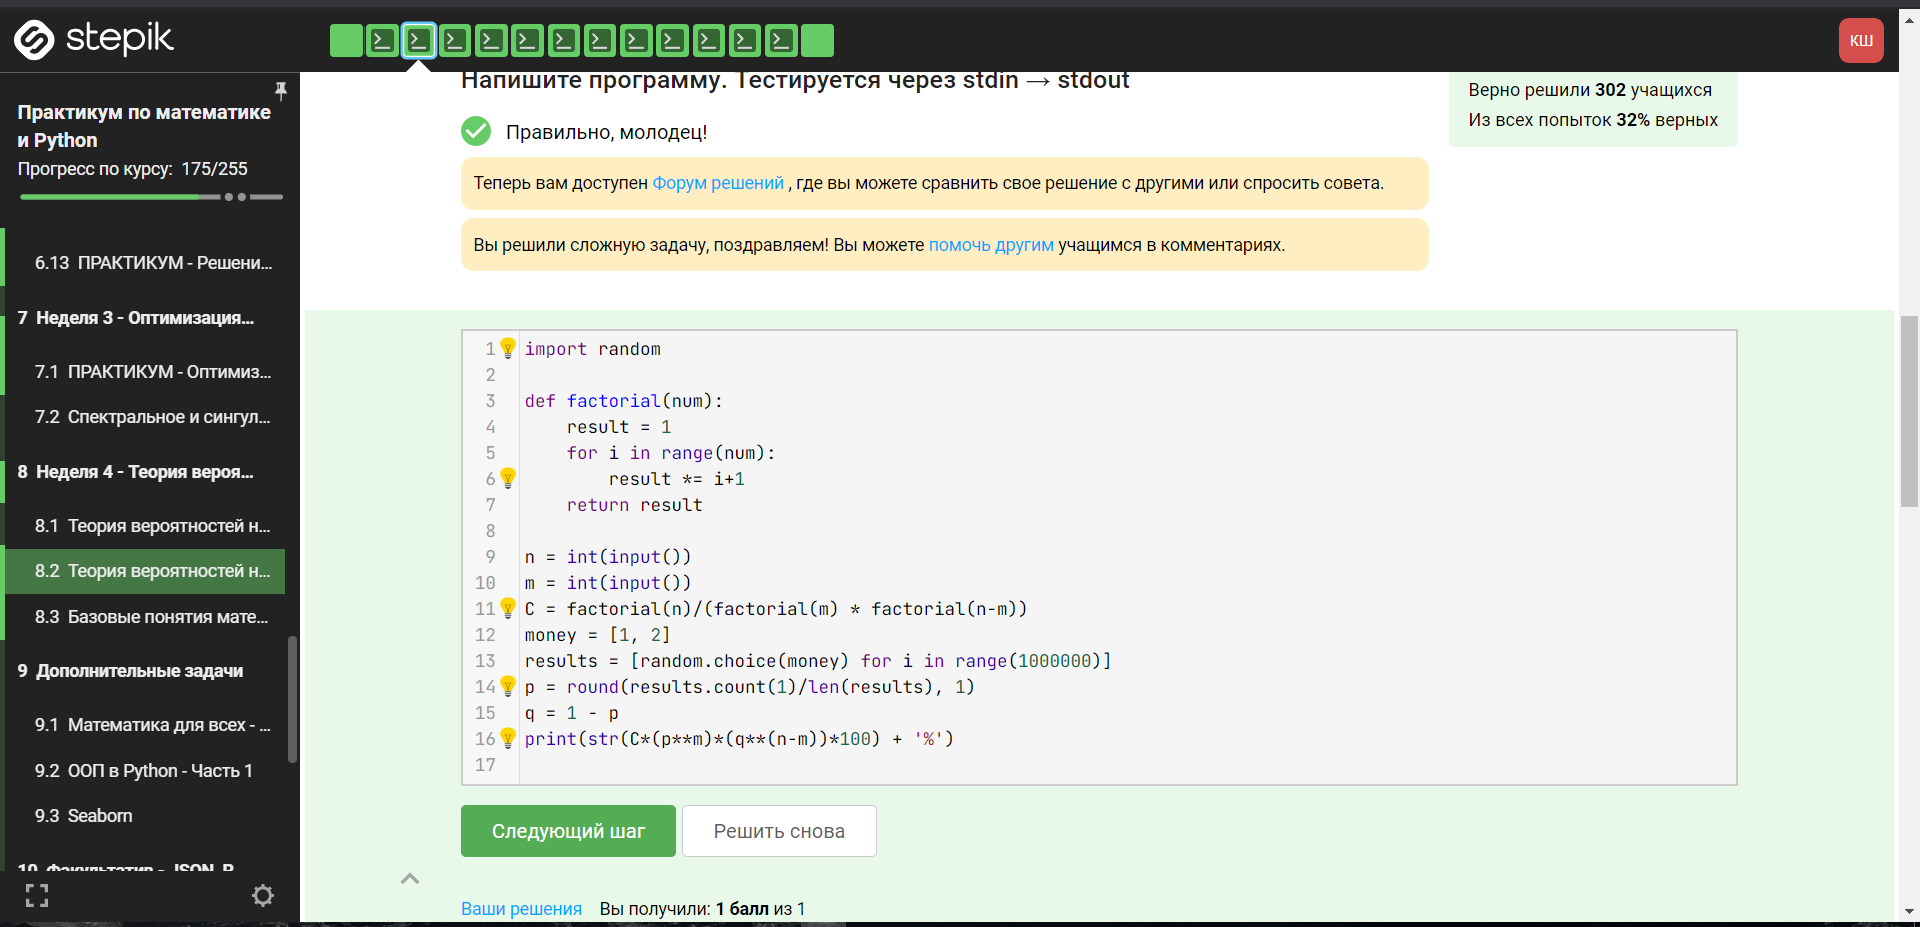 stepik
КШ
Практикум по математике
и Python
Прогресс по курсу: 175/255
6.13 ПРАКТИКУМ - Решени...
7 Неделя 3 - Оптимизация...
7.1 ПРАКТИКУМ - Оптимиз...
7.2 Спектральное и сингул...
8 Неделя 4 - Теория вероя...
8.1 Теория вероятностей н...
8.2 Теория вероятностей н...
8.3 Базовые понятия мате...
9 Дополнительные задачи
9.1 Математика для всех - ...
9.2 ООП в Python - Часть 1
9.3 Seaborn
10 Факультатив - JSON, P
Напишите программу. Тестируется через stdin → stdout
Верно решили 302 учащихся
Из всех попыток 32% верных
Правильно, молодец!
Теперь вам доступен Форум решений , где вы можете сравнить свое решение с другими или спросить совета.
Вы решили сложную задачу, поздравляем! Вы можете помочь другим учащимся в комментариях.
1 import random
2
3 def factorial(num):
4     result = 1
5     for i in range(num):
6         result *= i+1
7     return result
8
9 n = int(input())
10 m = int(input())
11 C = factorial(n)/(factorial(m) * factorial(n-m))
12 money = [1, 2]
13 results = [random.choice(money) for i in range(1000000)]
14 p = round(results.count(1)/len(results), 1)
15 q = 1 - p
16 print(str(C*(p**m)*(q**(n-m))*100) + '%')
17
Следующий шаг
Решить снова
Ваши решения Вы получили: 1 балл из 1